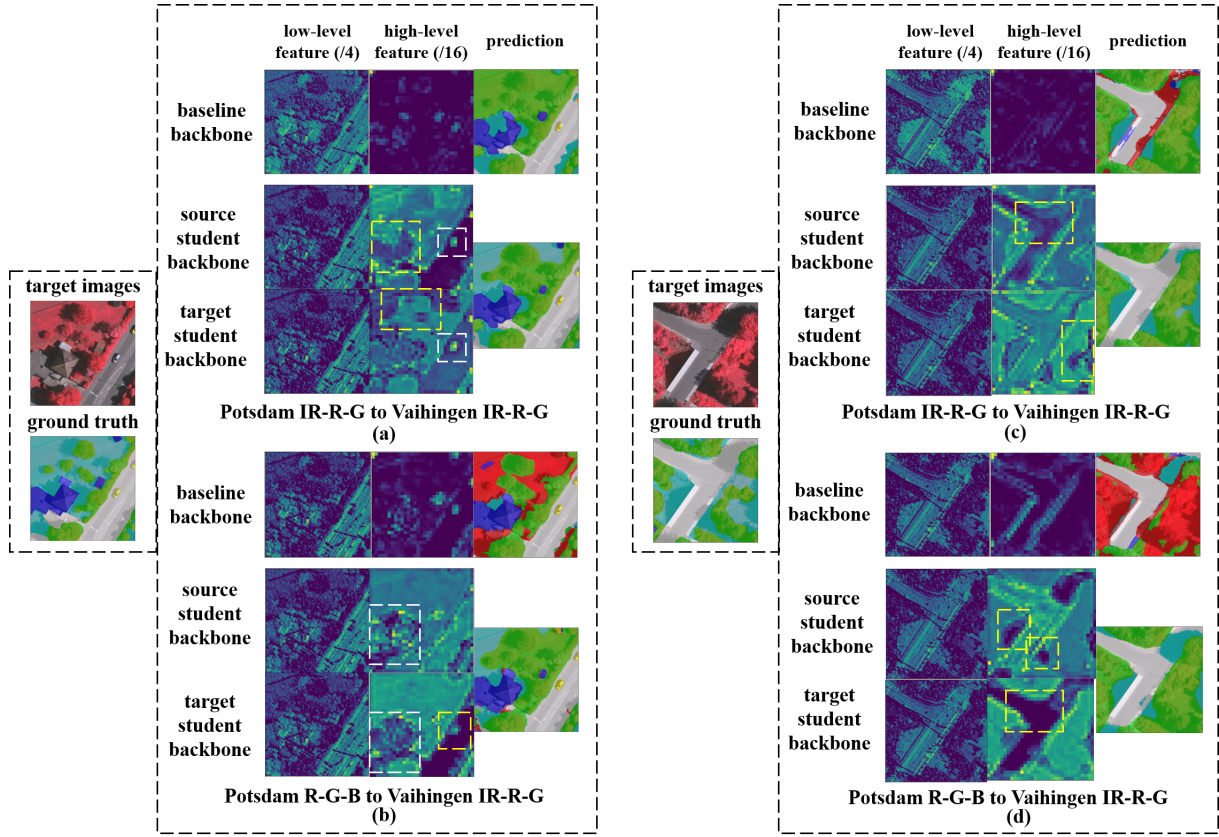 low-level
feature (/4)
high-level
feature (/16)
prediction
baseline
backbone
source
student
backbone
target
student
backbone
target images
ground truth
Potsdam IR-R-G to Vaihingen IR-R-G
(a)
baseline
backbone
source
student
backbone
target
student
backbone
Potsdam R-G-B to Vaihingen IR-R-G
(b)
low-level
feature (/4)
high-level
feature (/16)
prediction
baseline
backbone
source
student
backbone
target
student
backbone
target images
ground truth
Potsdam IR-R-G to Vaihingen IR-R-G
(c)
baseline
backbone
source
student
backbone
target
student
backbone
Potsdam R-G-B to Vaihingen IR-R-G
(d)